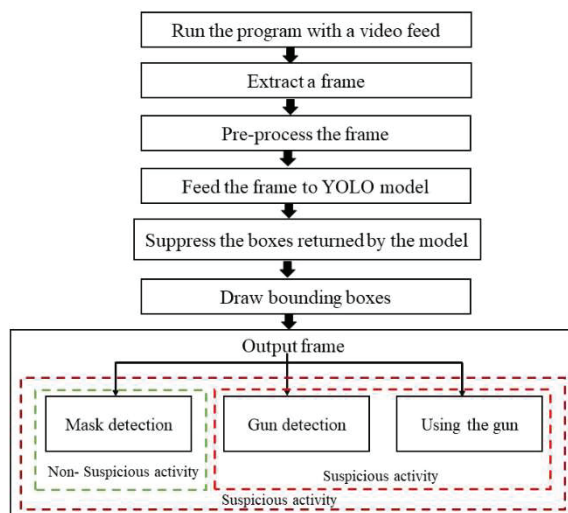 Run the program with a video feed
Extract a frame
Pre-process the frame
Feed the frame to YOLO model
Suppress the boxes returned by the model
Draw bounding boxes
Output frame
Mask detection
Gun detection
Using the gun
Non- Suspicious activity
Suspicious activity
Suspicious activity